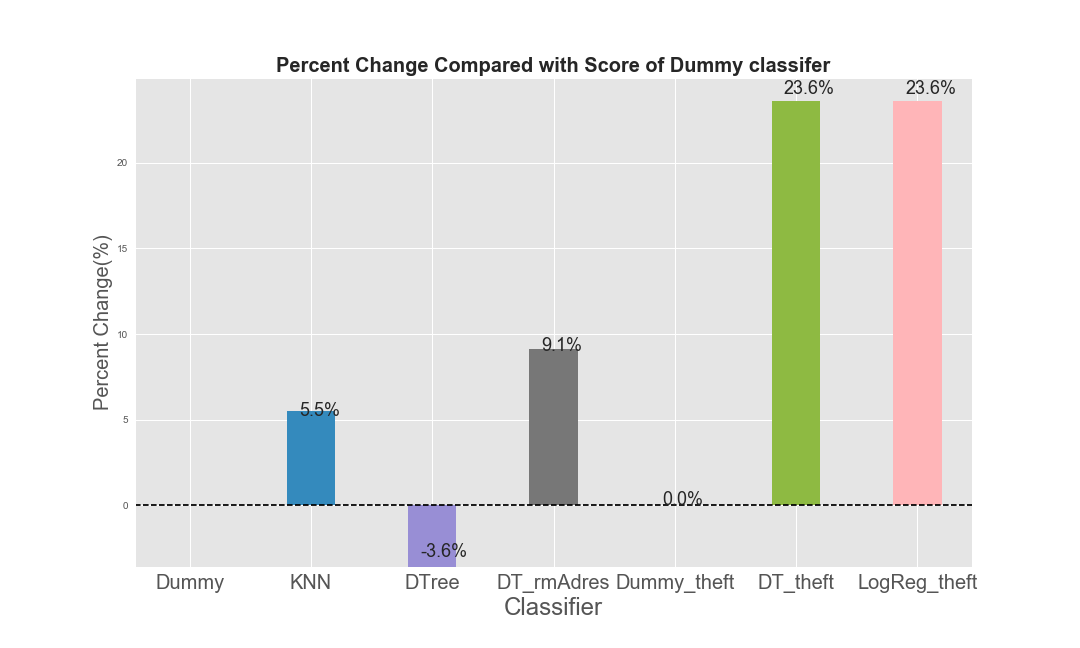 Percent Change Compared with Score of Dummy classifer
23.6% 23.6%
20
15
Percent Change(%)
10
9.1%
5
5.5%
0
0.0%
-3.6%
Dummy KNN DTree DT_rmAdres Dummy_theft DT_theft LogReg_theft
Classifier